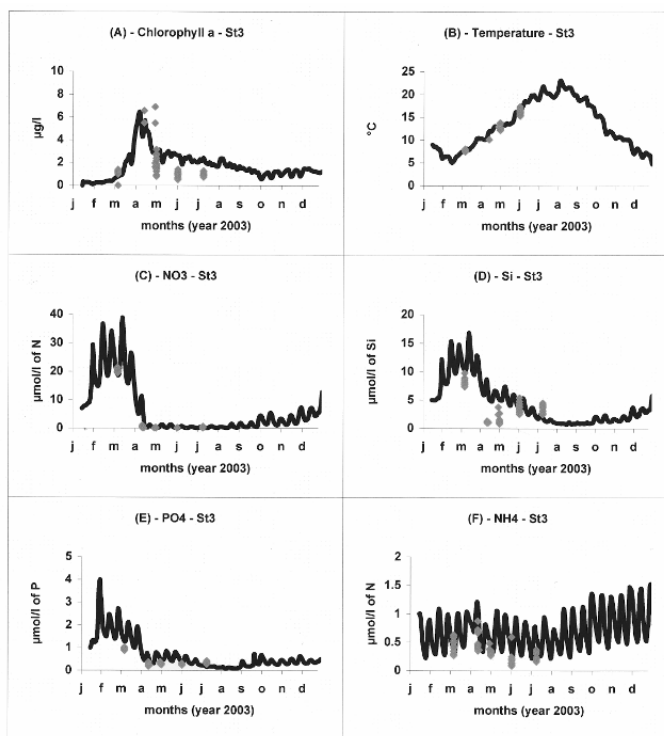 (A) - Chlorophyll a - St3
10
8
6
4
2
0
µg/l
j f m a m j j a s o n d
months (year 2003)
(B) - Temperature - St3
25
20
15
10
5
0
°C
j f m a m j j a s o n d
months (year 2003)
(C) - NO3 - St3
40
30
20
10
0
µmol/l of N
j f m a m j j a s o n d
months (year 2003)
(D) - Si - St3
20
15
10
5
0
µmol/l of Si
j f m a m j j a s o n d
months (year 2003)
(E) - PO4 - St3
5
4
3
2
1
0
µmol/l of P
j f m a m j j a s o n d
months (year 2003)
(F) - NH4 - St3
2
1.5
1
0.5
0
µmol/l of N
j f m a m j j a s o n d
months (year 2003)